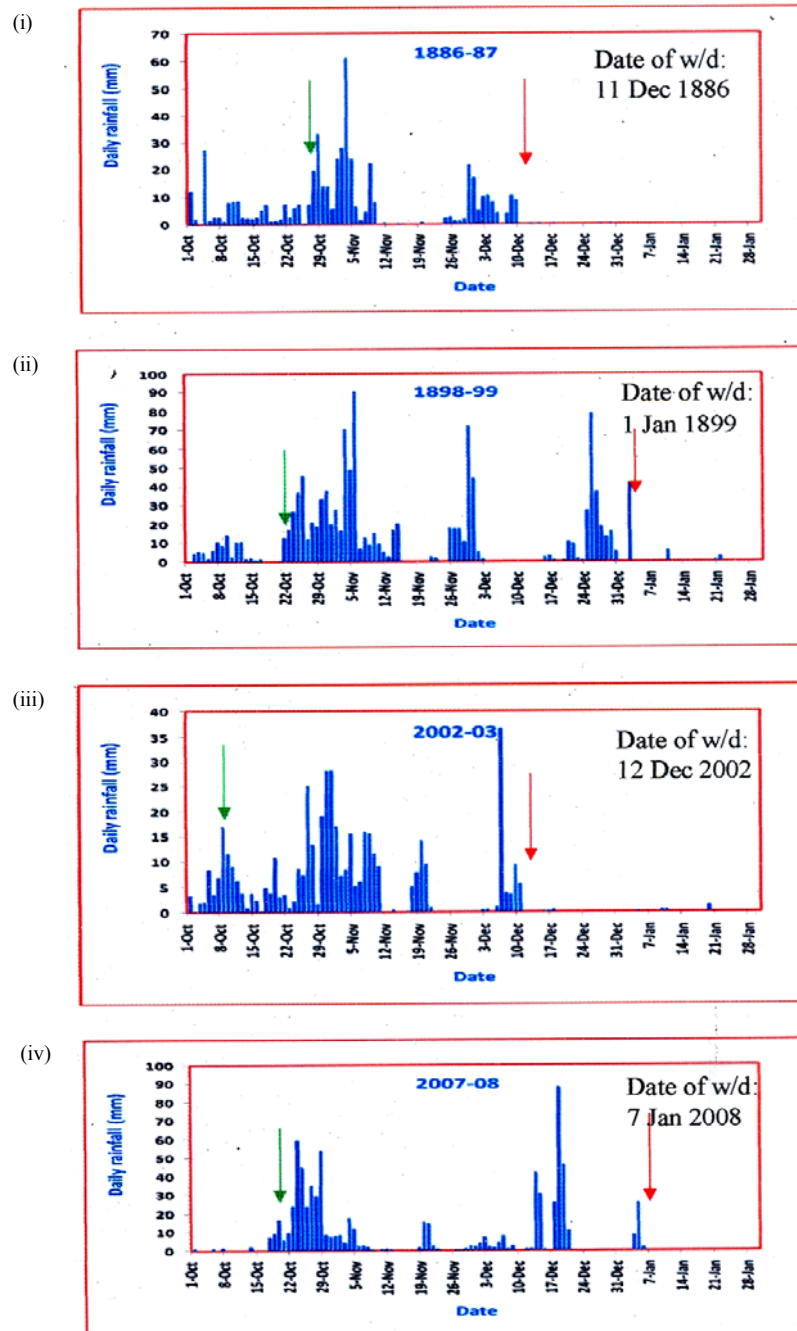 (i)
1886-87
Date of w/d:
11 Dec 1886
Daily rainfall (mm)
70
60
50
40
30
20
10
0
1-Oct
8-Oct
15-Oct
22-Oct
29-Oct
5-Nov
12-Nov
19-Nov
26-Nov
3-Dec
10-Dec
17-Dec
24-Dec
31-Dec
7-Jan
14-Jan
21-Jan
28-Jan
Date
(ii)
1898-99
Date of w/d:
1 Jan 1899
Daily rainfall (mm)
100
90
80
70
60
50
40
30
20
10
0
1-Oct
8-Oct
15-Oct
22-Oct
29-Oct
5-Nov
12-Nov
19-Nov
26-Nov
3-Dec
10-Dec
17-Dec
24-Dec
31-Dec
7-Jan
14-Jan
21-Jan
28-Jan
Date
(iii)
2002-03
Date of w/d:
12 Dec 2002
Daily rainfall (mm)
40
35
30
25
20
15
10
5
0
1-Oct
8-Oct
15-Oct
22-Oct
29-Oct
5-Nov
12-Nov
19-Nov
26-Nov
3-Dec
10-Dec
17-Dec
24-Dec
31-Dec
7-Jan
14-Jan
21-Jan
28-Jan
Date
(iv)
2007-08
Date of w/d:
7 Jan 2008
Daily rainfall (mm)
100
90
80
70
60
50
40
30
20
10
0
1-Oct
8-Oct
15-Oct
22-Oct
29-Oct
5-Nov
12-Nov
19-Nov
26-Nov
3-Dec
10-Dec
17-Dec
24-Dec
31-Dec
7-Jan
14-Jan
21-Jan
28-Jan
Date